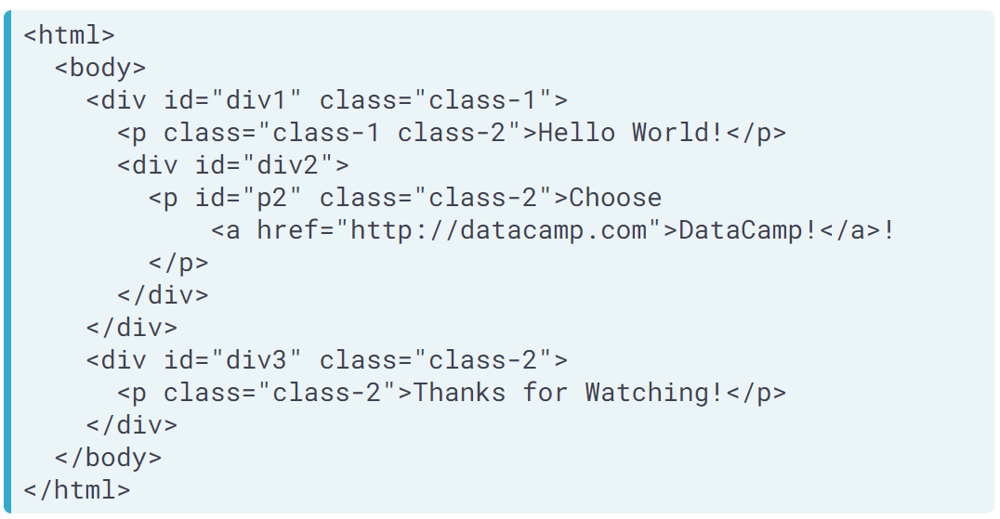 <html>
  <body>
    <div id="div1" class="class-1">
      <p class="class-1 class-2">Hello World!</p>
      <div id="div2">
        <p id="p2" class="class-2">Choose
            <a href="http://datacamp.com">DataCamp!</a>!
        </p>
      </div>
    </div>
    <div id="div3" class="class-2">
      <p class="class-2">Thanks for Watching!</p>
    </div>
  </body>
</html>